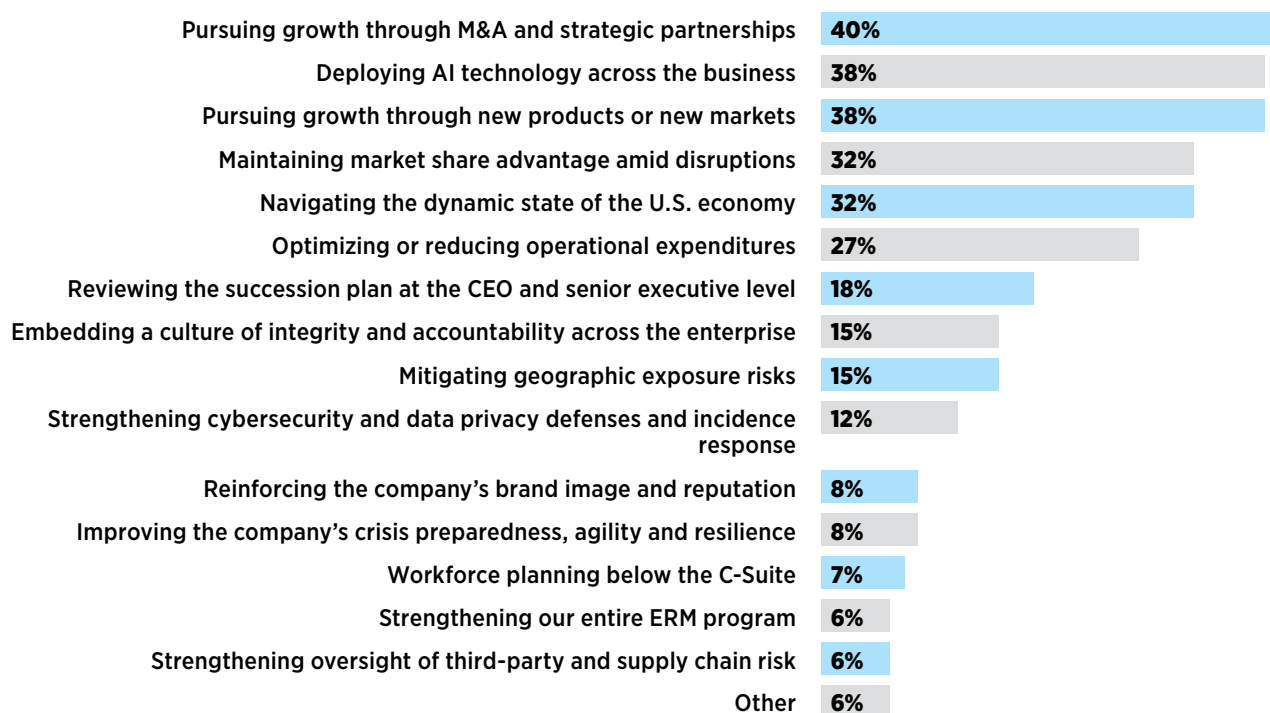 Pursuing growth through M&A and strategic partnerships 40%
Deploying AI technology across the business 38%
Pursuing growth through new products or new markets 38%
Maintaining market share advantage amid disruptions 32%
Navigating the dynamic state of the U.S. economy 32%
Optimizing or reducing operational expenditures 27%
Reviewing the succession plan at the CEO and senior executive level 18%
Embedding a culture of integrity and accountability across the enterprise 15%
Mitigating geographic exposure risks 15%
Strengthening cybersecurity and data privacy defenses and incidence 12%
response
Reinforcing the company’s brand image and reputation 8%
Improving the company’s crisis preparedness, agility and resilience 8%
Workforce planning below the C-Suite 7%
Strengthening our entire ERM program 6%
Strengthening oversight of third-party and supply chain risk 6%
Other 6%